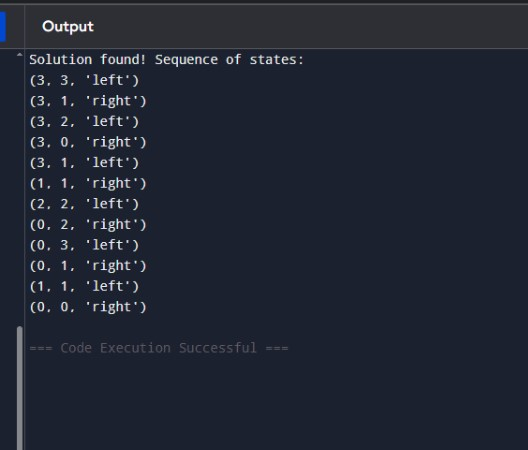 Output
Solution found! Sequence of states:
(3, 3, 'left')
(3, 1, 'right')
(3, 2, 'left')
(3, 0, 'right')
(3, 1, 'left')
(1, 1, 'right')
(2, 2, 'left')
(0, 2, 'right')
(0, 3, 'left')
(0, 1, 'right')
(1, 1, 'left')
(0, 0, 'right')
=== Code Execution Successful ===